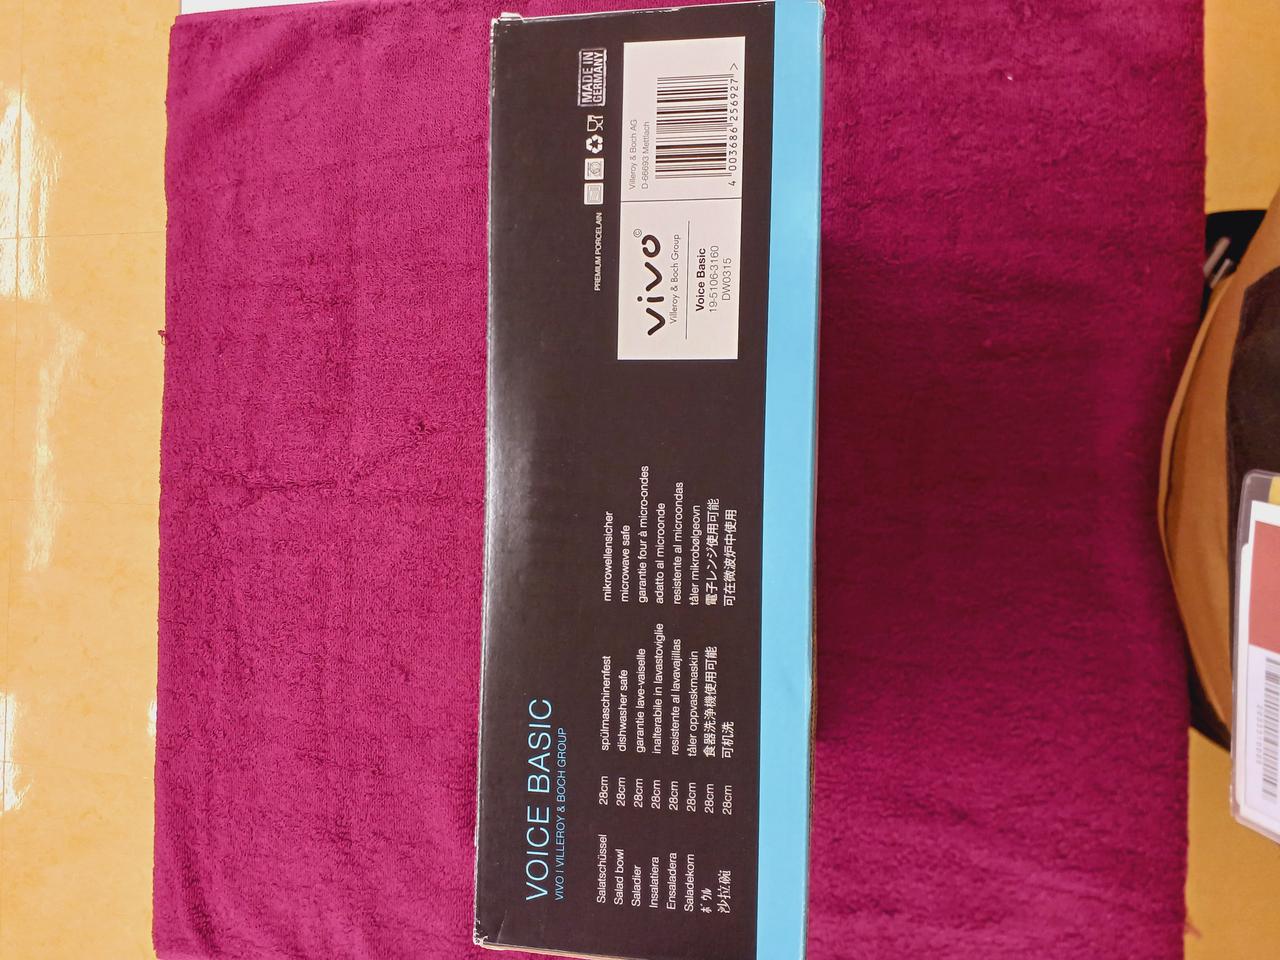 VOICE BASIC
VIVO | VILLEROY & BOCH GROUP
Salatschüssel 28cm spülmaschinenfest mikrowellensicher
Salad bowl 28cm dishwasher safe microwave safe
Saladier 28cm garantie lave-vaiselle garantie four à micro-ondes
Insalatiera 28cm inalterabile in lavastoviglie adatto al microonde
Ensaladera 28cm resistente al lavavajillas resistente al microondas
Saladekom 28cm tåler oppvaskmaskin tåler mikrobølgeovn
ボウル 28cm 食器洗浄機使用可能 電子レンジ使用可能
沙拉碗 28cm 可机洗 可在微波炉中使用
PREMIUM PORCELAIN
MADE IN
GERMANY
vivo©
Villeroy & Boch Group
Voice Basic
19-5106-3160
DW0315
Villeroy & Boch AG
D-66693 Mettlach
4 003686 256927 >